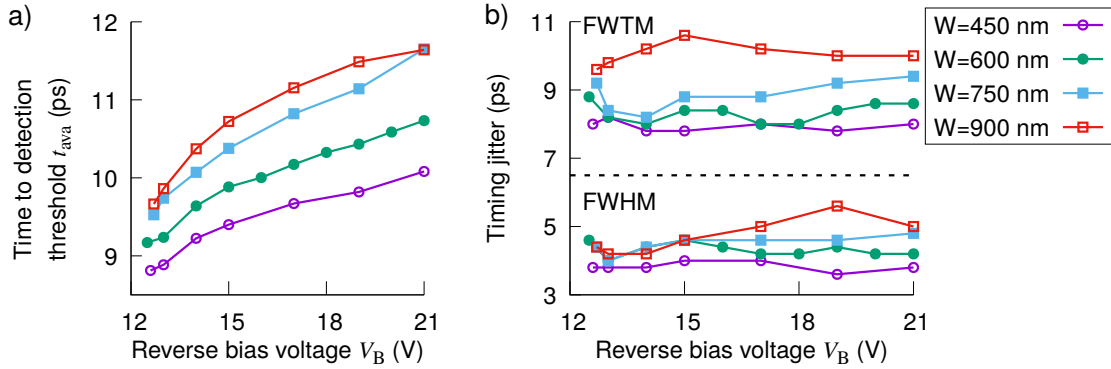 a)
Time to detection
threshold t_ava (ps)
12
11
10
9
12 15 18 21
Reverse bias voltage V_B (V)
b)
Timing jitter (ps)
11
9
7
5
3
FWTM
FWHM
12 15 18 21
Reverse bias voltage V_B (V)
W=450 nm
W=600 nm
W=750 nm
W=900 nm